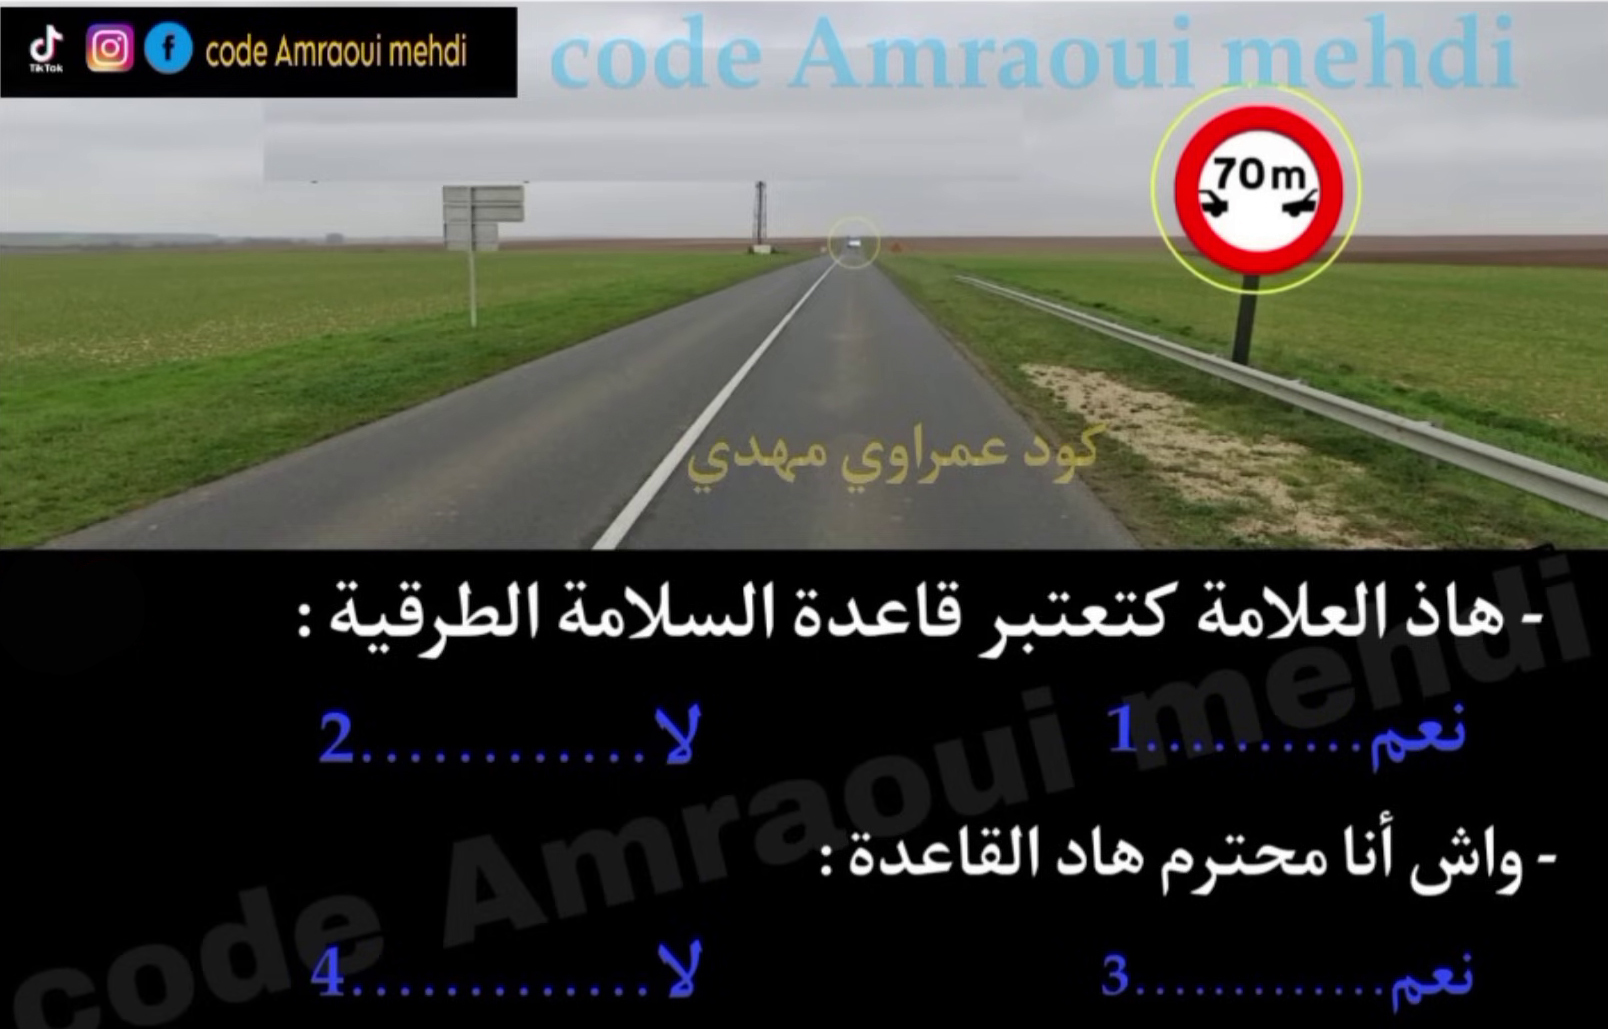 TikTok
code Amraoui mehdi
code Amraoui mehdi
70m
كود عمراوي مهدي
- هاذ العلامة كتعتبر قاعدة السلامة الطرقية :
نعم..........1 لا............2
- واش أنا محترم هاد القاعدة :
نعم.............3 لا.............4
code Amraoui mehdi